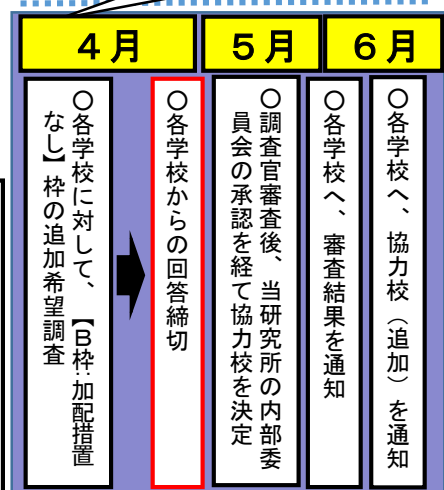 4月
5月
6月
○各学校に対して、【B枠:加配措置
なし】枠の追加希望調査
○各学校からの回答締切
○調査官審査後、当研究所の内部委
員会の承認を経て協力校を決定
○各学校へ、審査結果を通知
○各学校へ、協力校（追加）を通知